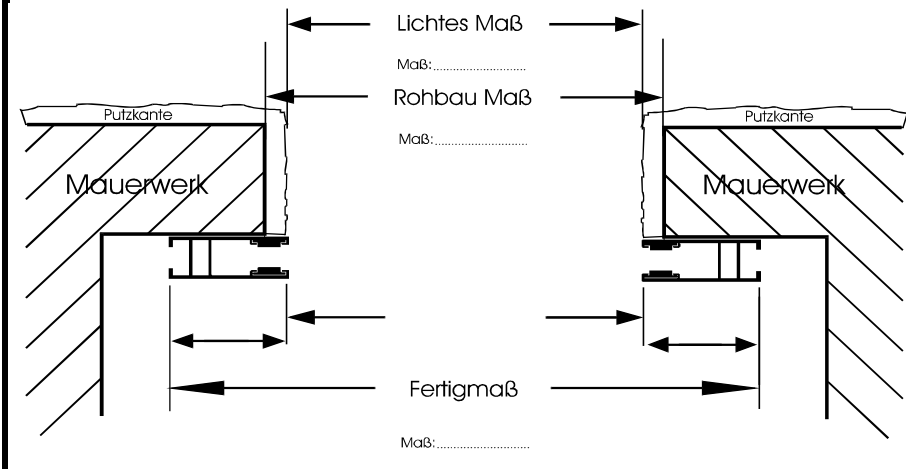 Lichtes Maß
Maß:..........................
Rohbau Maß
Putzkante
Putzkante
Maß:..........................
Mauerwerk
Mauerwerk
Fertigmaß
Maß:..........................